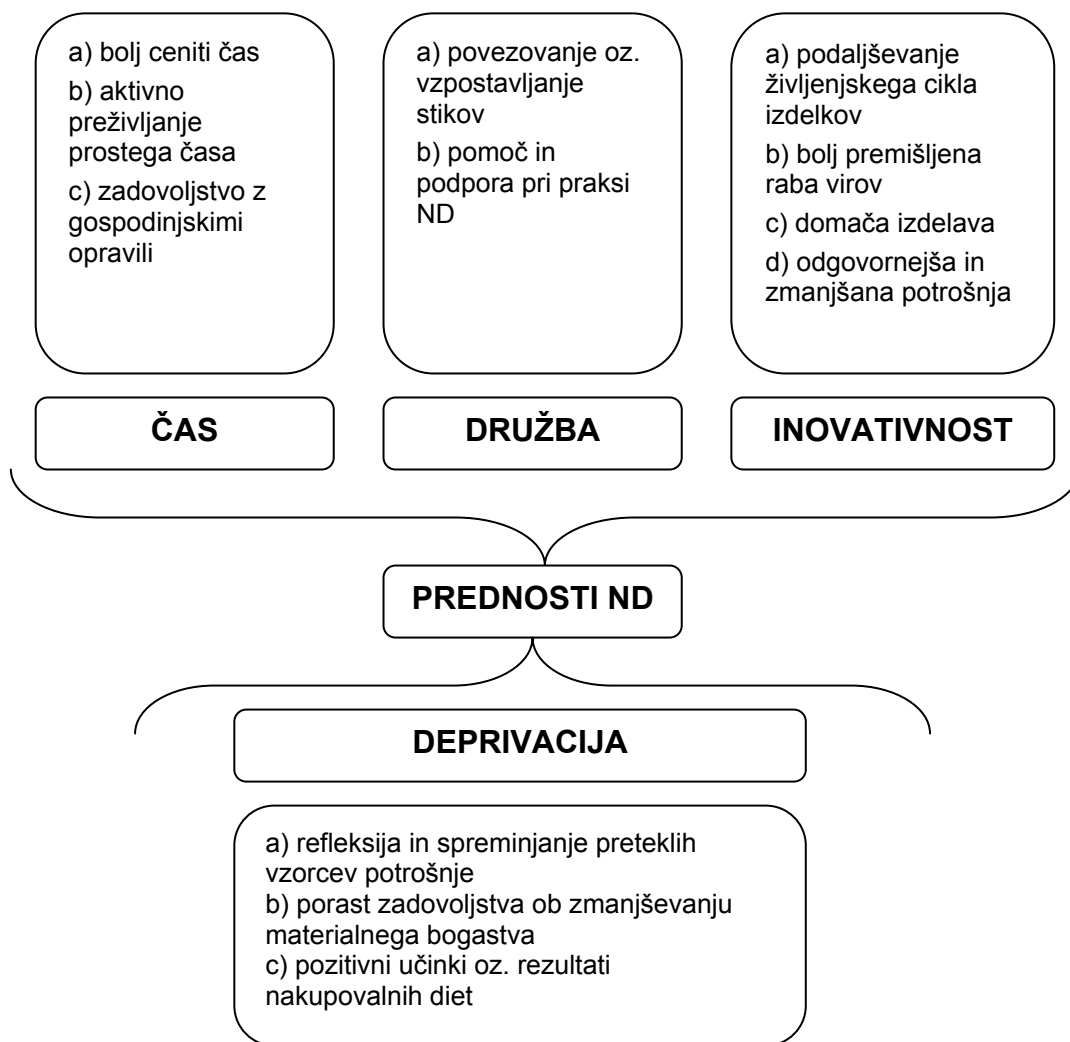 a) bolj ceniti čas
b) aktivno
preživljanje
prostega časa
c) zadovoljstvo z
gospodinjskimi
opravili
a) povezovanje oz.
vzpostavljanje
stikov
b) pomoč in
podpora pri praksi
ND
a) podaljševanje
življenjskega cikla
izdelkov
b) bolj premišljena
raba virov
c) domača izdelava
d) odgovornejša in
zmanjšana potrošnja
ČAS
DRUŽBA
INOVATIVNOST
PREDNOSTI ND
DEPRIVACIJA
a) refleksija in spreminjanje preteklih
vzorcev potrošnje
b) porast zadovoljstva ob zmanjševanju
materialnega bogastva
c) pozitivni učinki oz. rezultati
nakupovalnih diet